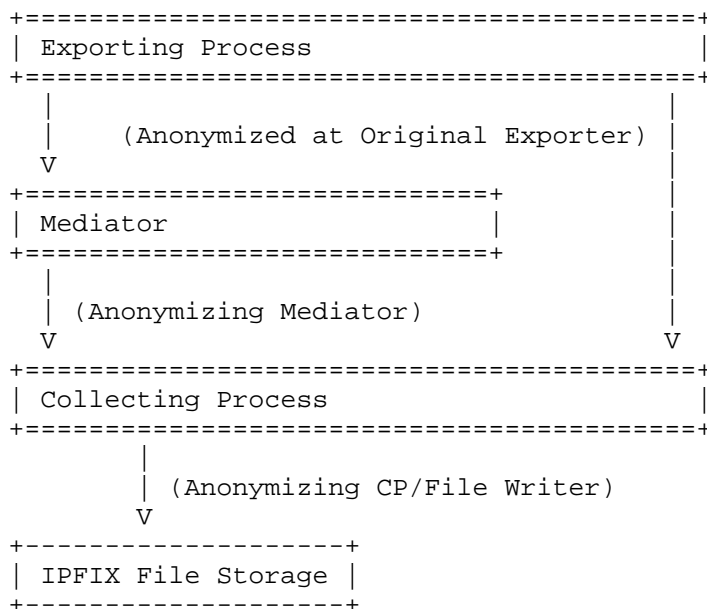 Exporting Process
(Anonymized at Original Exporter)
Mediator
(Anonymizing Mediator)
Collecting Process
(Anonymizing CP/File Writer)
IPFIX File Storage